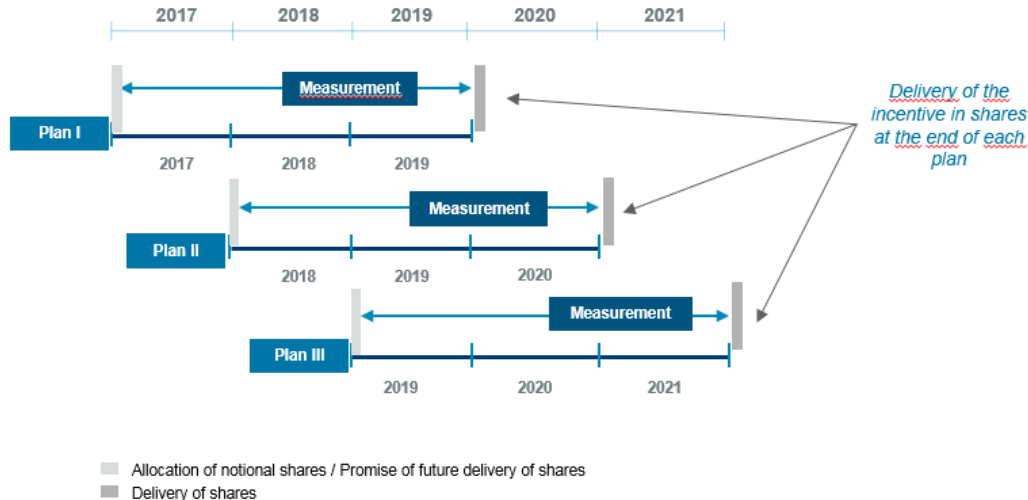 2017 2018 2019 2020 2021
Measurement
Plan I
2017 2018 2019
Delivery of the
incentive in shares
at the end of each
plan
Measurement
Plan II
2018 2019 2020
Measurement
Plan III
2019 2020 2021
Allocation of notional shares / Promise of future delivery of shares
Delivery of shares